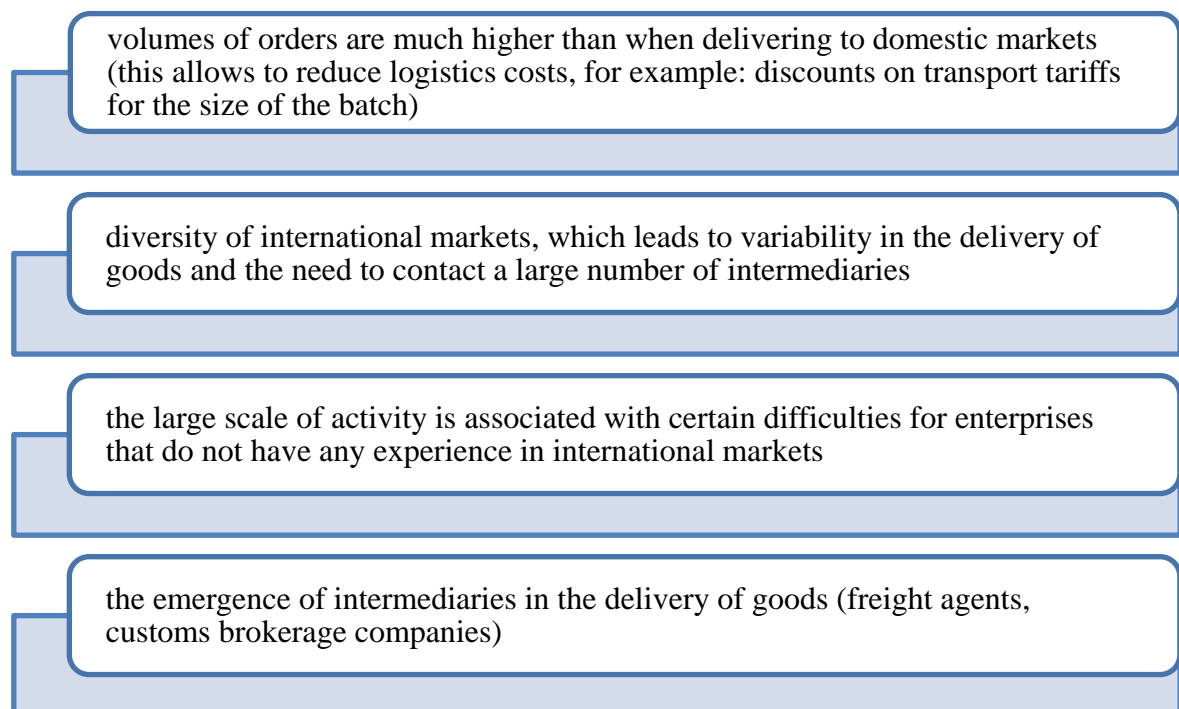 volumes of orders are much higher than when delivering to domestic markets
(this allows to reduce logistics costs, for example: discounts on transport tariffs
for the size of the batch)
diversity of international markets, which leads to variability in the delivery of
goods and the need to contact a large number of intermediaries
the large scale of activity is associated with certain difficulties for enterprises
that do not have any experience in international markets
the emergence of intermediaries in the delivery of goods (freight agents,
customs brokerage companies)